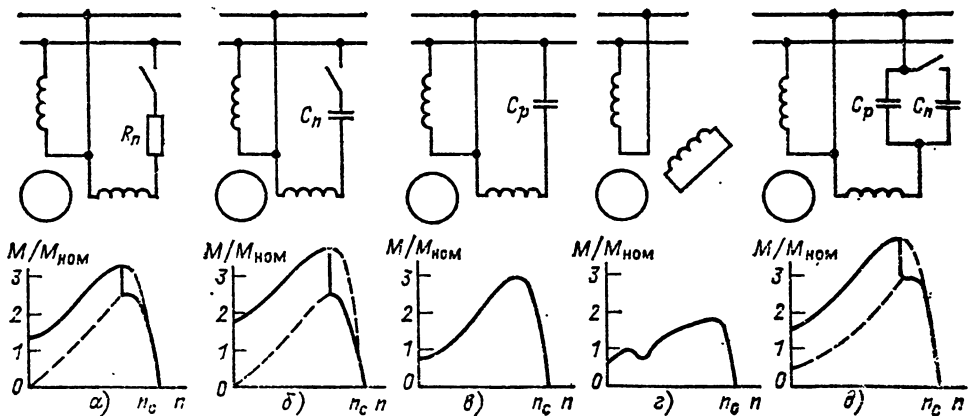 Rп
Cп
Cр
Cр Cп
M/Mном
3
2
1
0
а) nс n
M/Mном
3
2
1
0
б) nс n
M/Mном
3
2
1
0
в) nс n
M/Mном
3
2
1
0
г) nс n
M/Mном
3
2
1
0
д) nс n